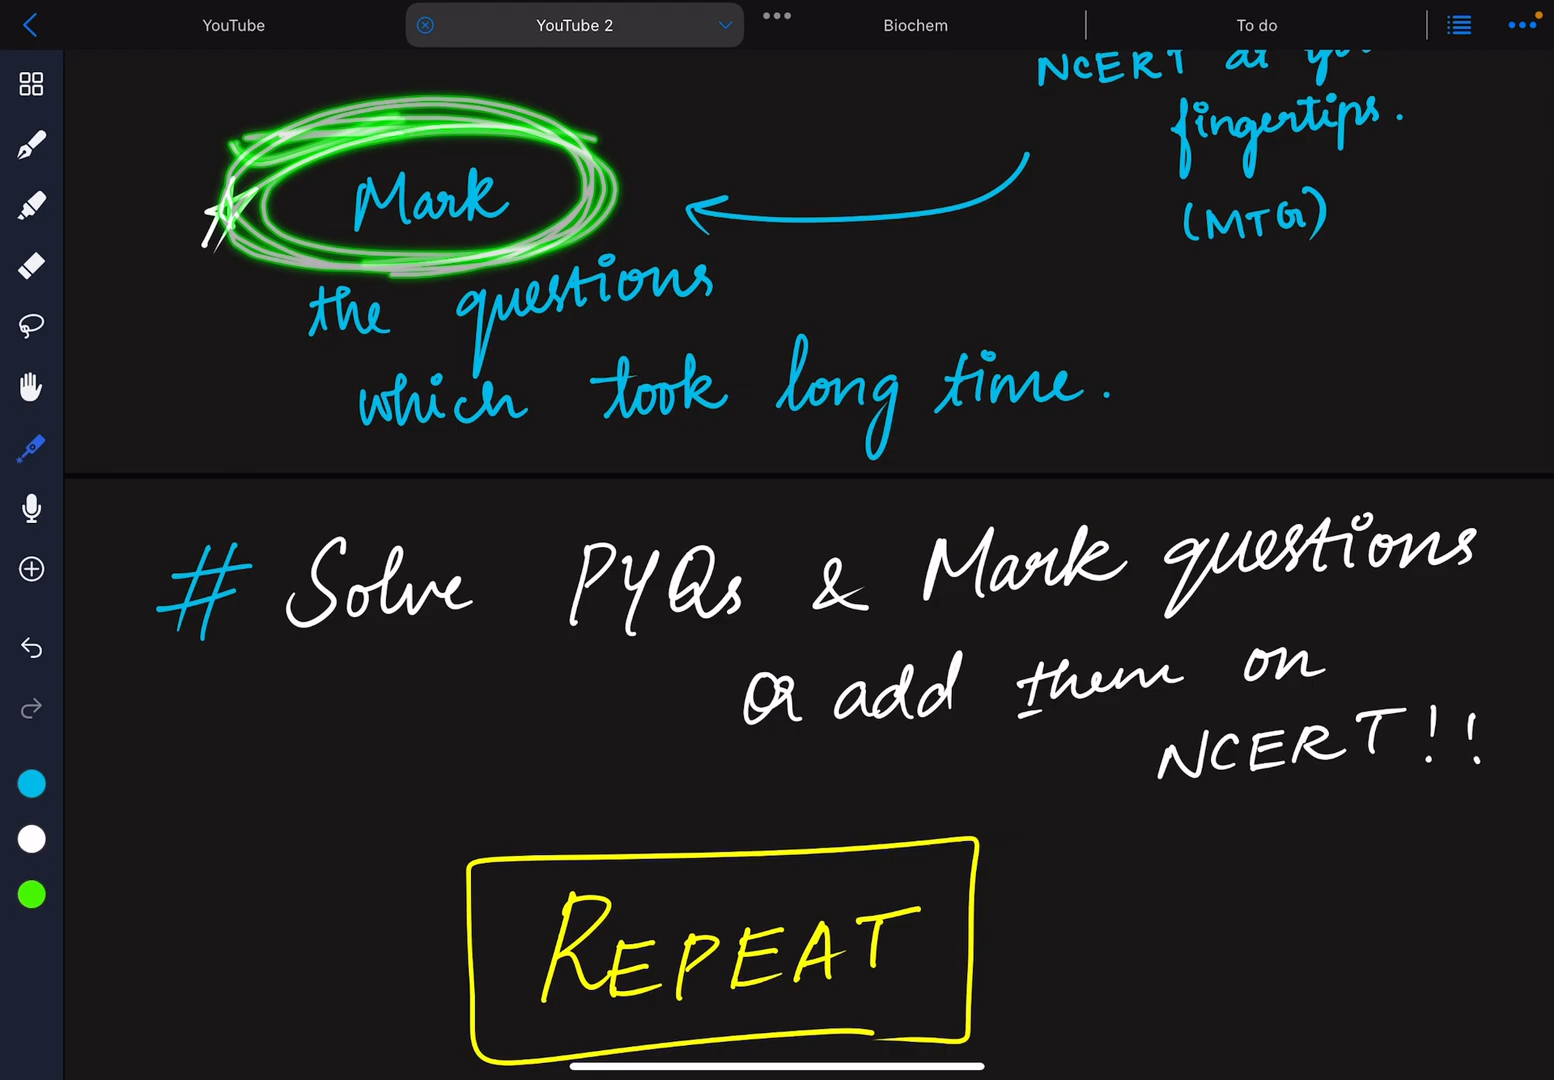 YouTube YouTube 2 Biochem To do
NCERT at
fingertips.
(MTG)
Mark
the questions
which took long time.
# Solve PYQs & Mark questions
or add them on
NCERT!!
REPEAT